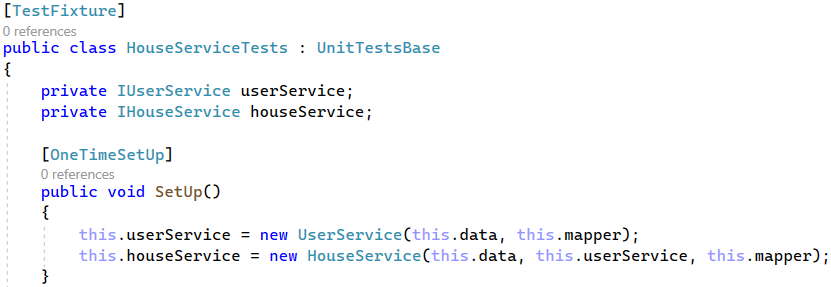 [TestFixture]
0 references
public class HouseServiceTests : UnitTestsBase
{
    private IUserService userService;
    private IHouseService houseService;

    [OneTimeSetUp]
    0 references
    public void SetUp()
    {
        this.userService = new UserService(this.data, this.mapper);
        this.houseService = new HouseService(this.data, this.userService, this.mapper);
    }